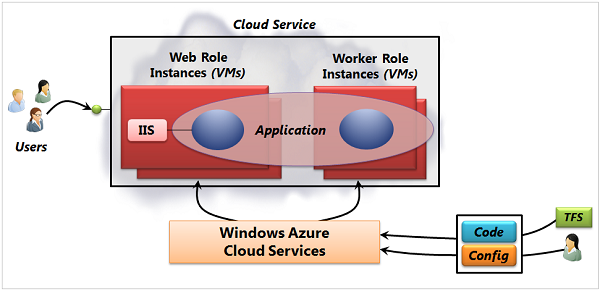 Cloud Service
Web Role
Instances (VMs)
Worker Role
Instances (VMs)
IIS
Application
Users
Windows Azure
Cloud Services
Code
Config
TFS